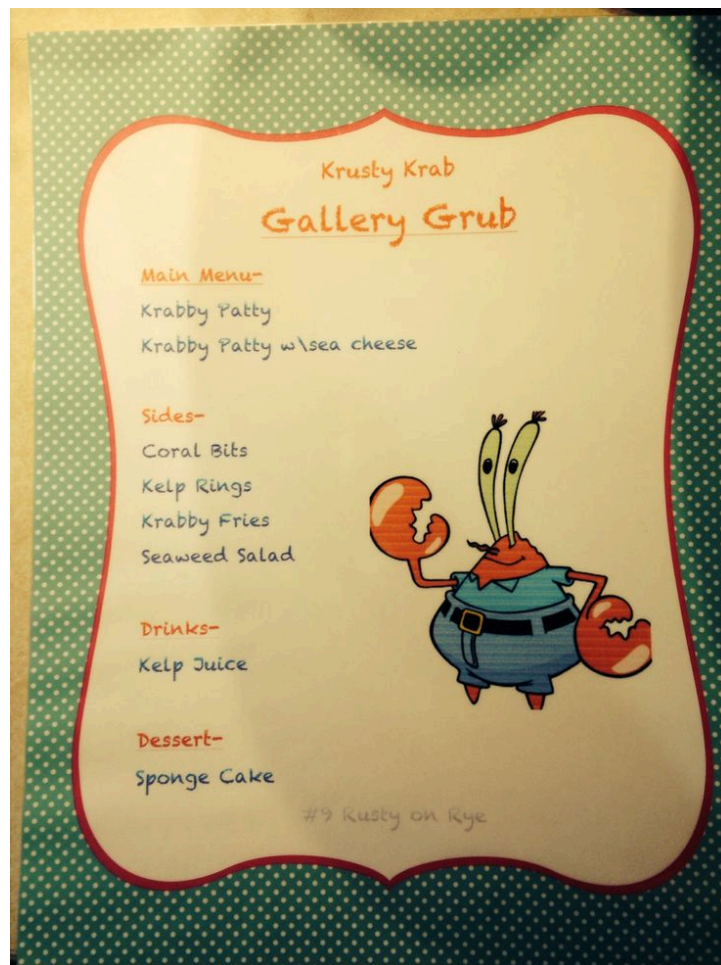 Krusty Krab
Gallery Grub
Main Menu-
Krabby Patty
Krabby Patty w\sea cheese
Sides-
Coral Bits
Kelp Rings
Krabby Fries
Seaweed Salad
Drinks-
Kelp Juice
Dessert-
Sponge Cake
#9 Rusty on Rye